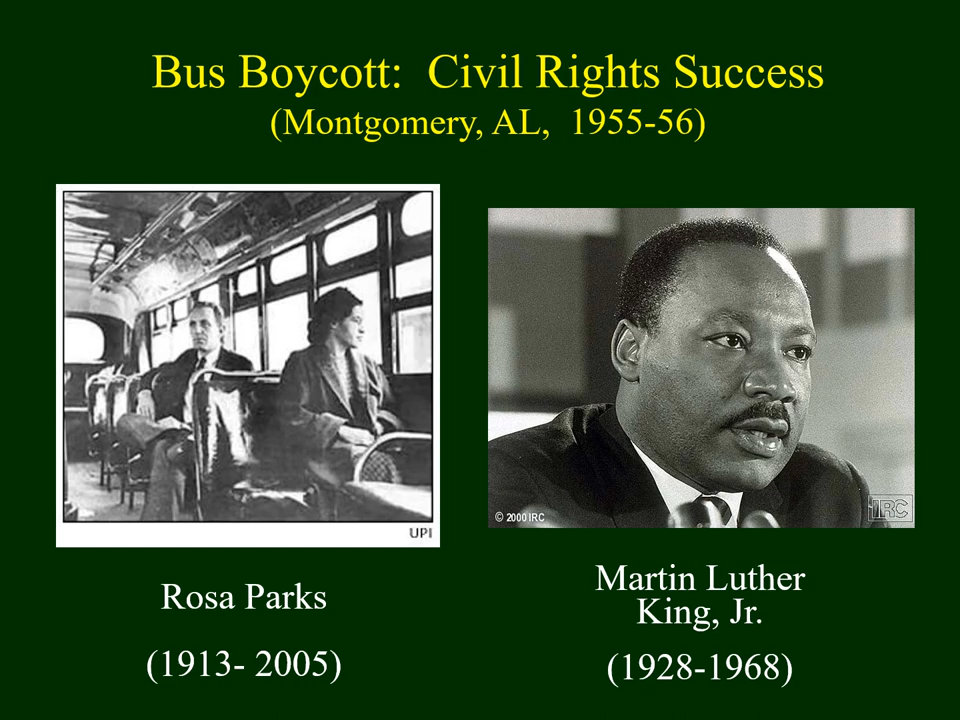 Bus Boycott:  Civil Rights Success
(Montgomery, AL,  1955-56)
UPI
© 2000 IRC
IRC
Rosa Parks
(1913- 2005)
Martin Luther
King, Jr.
(1928-1968)